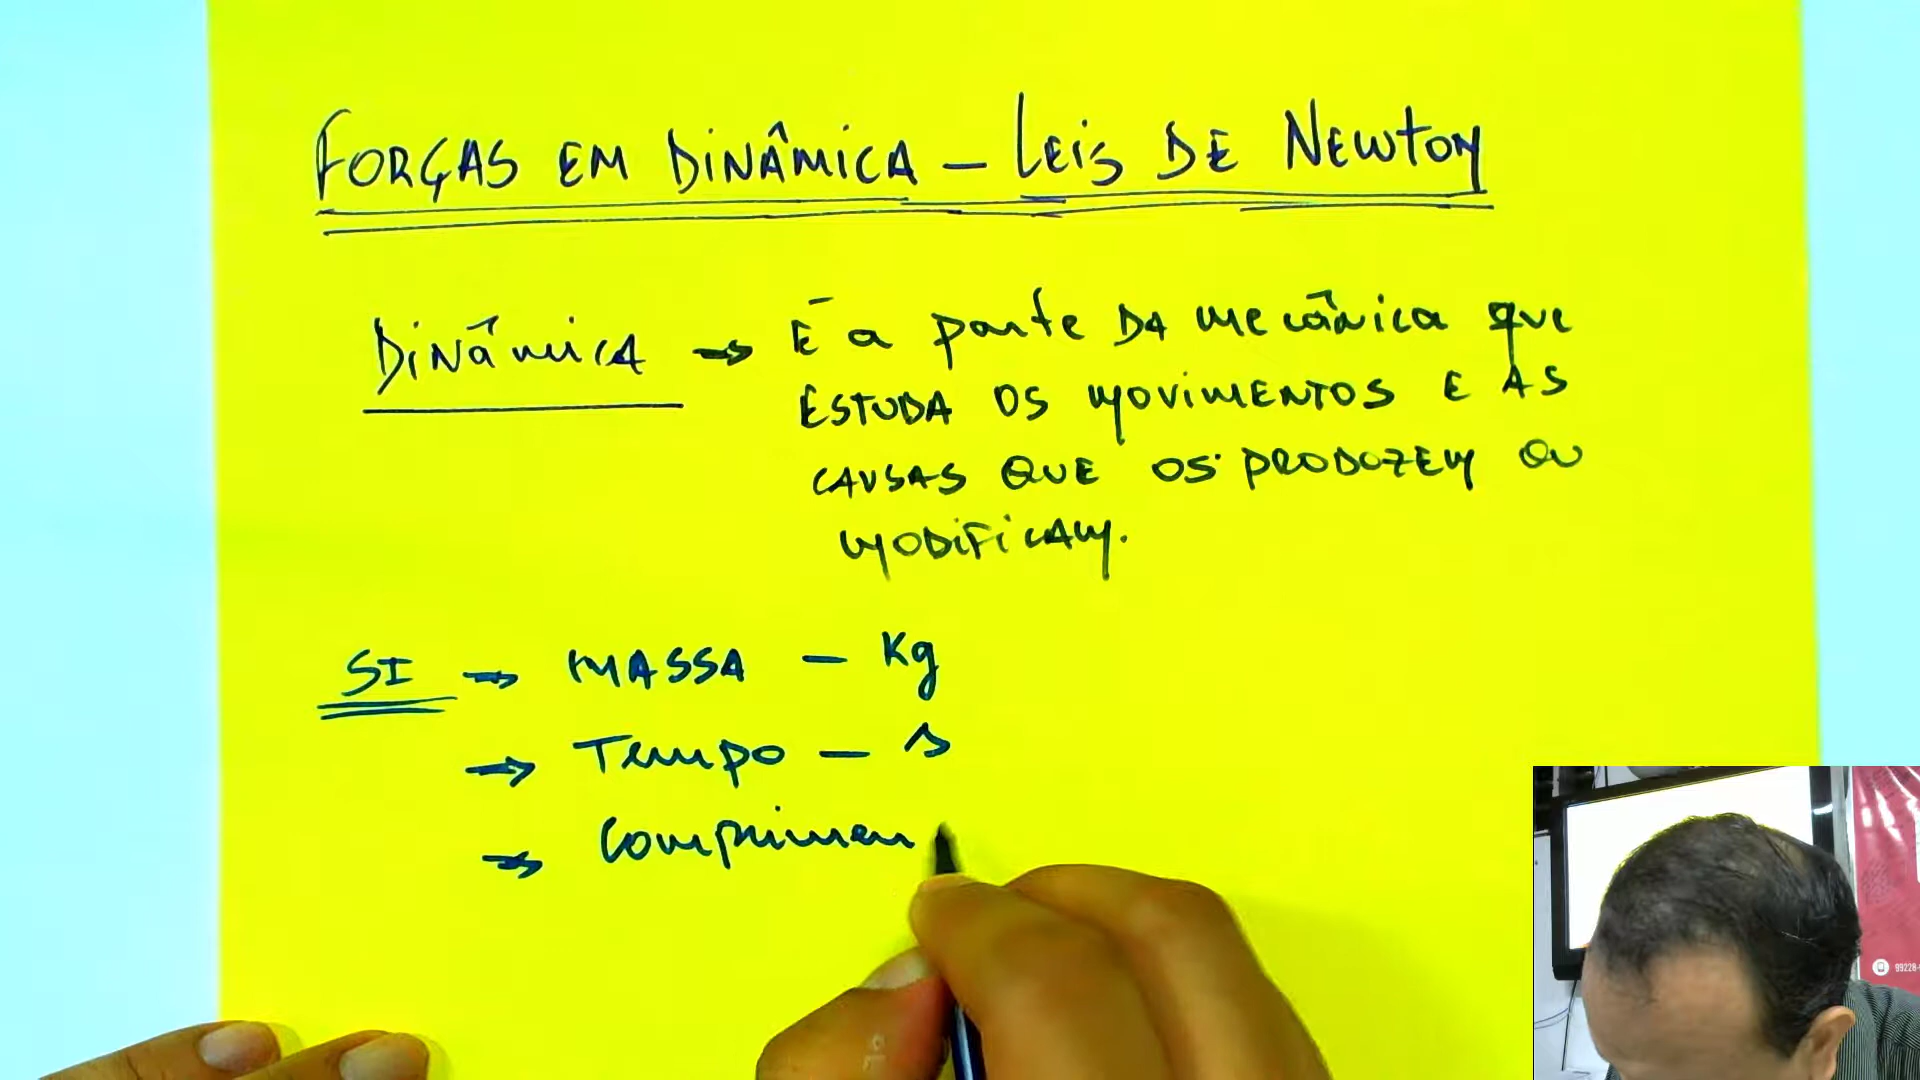 FORÇAS EM DINÂMICA – LEIS DE NEWTON
DINÂMICA → É a parte DA mecânica que
ESTUDA OS MOVIMENTOS E AS
CAUSAS QUE OS PRODUZEM OU
MODIFICAM.
SI → MASSA – Kg
→ Tempo – s
→ Comprimen
99228-